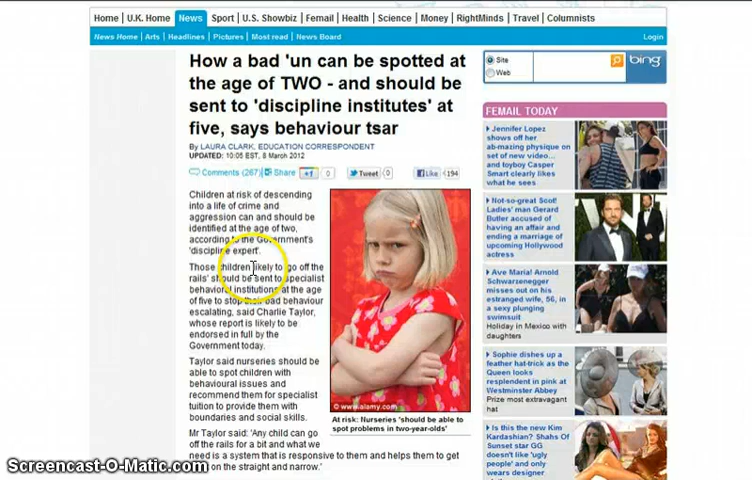 Home U.K. Home News Sport U.S. Showbiz Femail Health Science Money RightMinds Travel Columnists
News Home Arts Headlines Pictures Most read News Board Login
How a bad 'un can be spotted at
the age of TWO - and should be
sent to 'discipline institutes' at
five, says behaviour tsar
By LAURA CLARK, EDUCATION CORRESPONDENT
UPDATED: 10:05 EST, 8 March 2012
Comments (267) Share 0 Tweet 0 Like 194
Children at risk of descending
into a life of crime and
aggression can and should be
identified at the age of two,
according to the Government's
'discipline expert'.
Those children likely to 'go off the
rails' should be sent to specialist
behaviour institutions at the age
of five to stop their bad behaviour
escalating, said Charlie Taylor,
whose report is likely to be
endorsed in full by the
Government today.
Taylor said nurseries should be
able to spot children with
behavioural issues and
recommend them for specialist
tuition to provide them with
boundaries and social skills.
Mr Taylor said: 'Any child can go
off the rails for a bit and what we
need is a system that is responsive to them and helps them to get
on the straight and narrow.'
© www.alamy.com
At risk: Nurseries 'should be able to
spot problems in two-year-olds'
Site
Web
bing
FEMAIL TODAY
Jennifer Lopez
shows off her
ab-mazing physique on
set of new video...
and toyboy Casper
Smart clearly likes
what he sees
Not-so-great Scot!
Ladies' man Gerard
Butler accused of
having an affair and
ending a marriage of
upcoming Hollywood
actress
Ave Maria! Arnold
Schwarzenegger
misses out on his
estranged wife, 56, in
a sexy plunging
swimsuit
Holiday in Mexico with
daughters
Sophie dishes up a
feather hat-trick as the
Queen looks
resplendent in pink at
Westminster Abbey
Prize most extravagant
hat
Is this the new Kim
Kardashian? Shahs Of
Sunset star GG
doesn't like 'ugly
people' and only
wears designer
Screencast-O-Matic.com